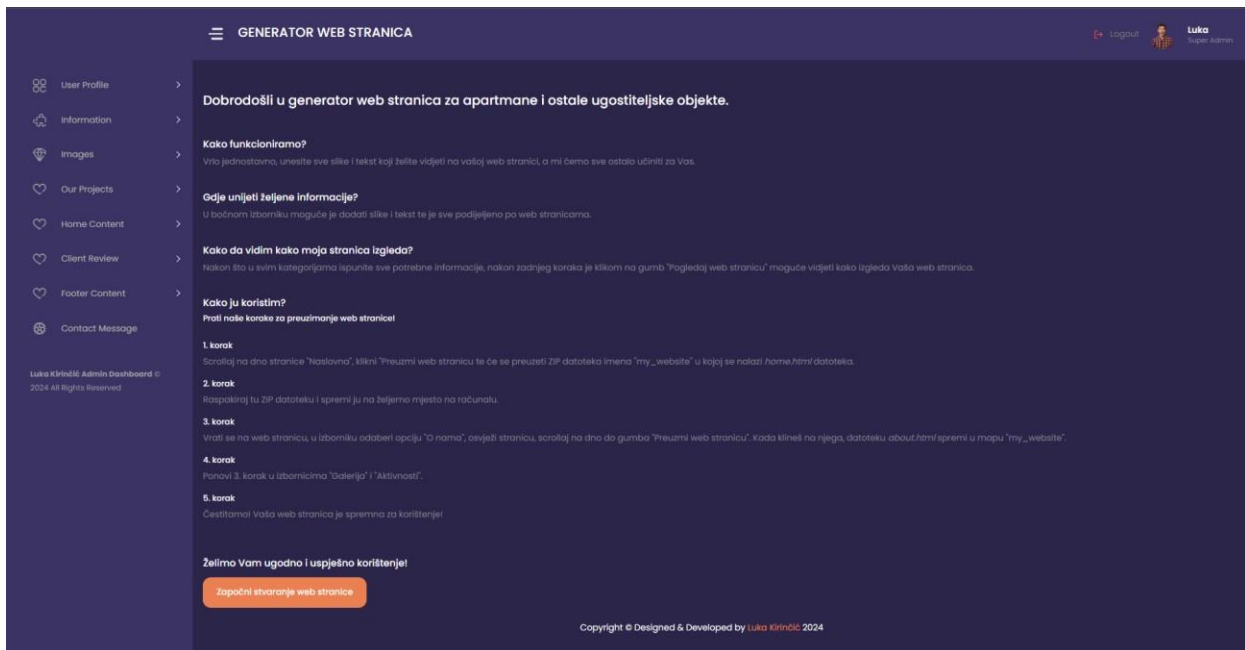 GENERATOR WEB STRANICA
Logout
Luka
Super Admin
User Profile
Information
Images
Our Projects
Home Content
Client Review
Footer Content
Contact Message
Luka Kirinčić Admin Dashboard ©
2024 All Rights Reserved
Dobrodošli u generator web stranica za apartmane i ostale ugostiteljske objekte.
Kako funkcioniramo?
Vrlo jednostavno, unesite sve slike i tekst koji želite vidjeti na vašoj web stranici, a mi ćemo sve ostalo učiniti za Vas.
Gdje unijeti željene informacije?
U bočnom izborniku moguće je dodati slike i tekst te je sve podijeljeno po web stranicama.
Kako da vidim kako moja stranica izgleda?
Nakon što u svim kategorijama ispunite sve potrebne informacije, nakon zadnjeg koraka je klikom na gumb "Pogledaj web stranicu" moguće vidjeti kako izgleda Vaša web stranica.
Kako ju koristim?
Prati naše korake za preuzimanje web stranice!
1. korak
Scrollaj na dno stranice "Naslovna", klikni "Preuzmi web stranicu te će se preuzeti ZIP datoteka imena "my_website" u kojoj se nalazi home.html datoteka.
2. korak
Raspakiraj tu ZIP datoteku i spremi ju na željeno mjesto na računalu.
3. korak
Vrati se na web stranicu, u izborniku odaberi opciju "O nama", osvježi stranicu, scrollaj na dno do gumba "Preuzmi web stranicu". Kada klineš na njega, datoteku about.html spremi u mapu "my_website".
4. korak
Ponovi 3. korak u izbornicima "Galerija" i "Aktivnosti".
5. korak
Čestitamo! Vaša web stranica je spremna za korištenje!
Želimo Vam ugodno i uspješno korištenje!
Započni stvaranje web stranice
Copyright © Designed & Developed by Luka Kirinčić 2024